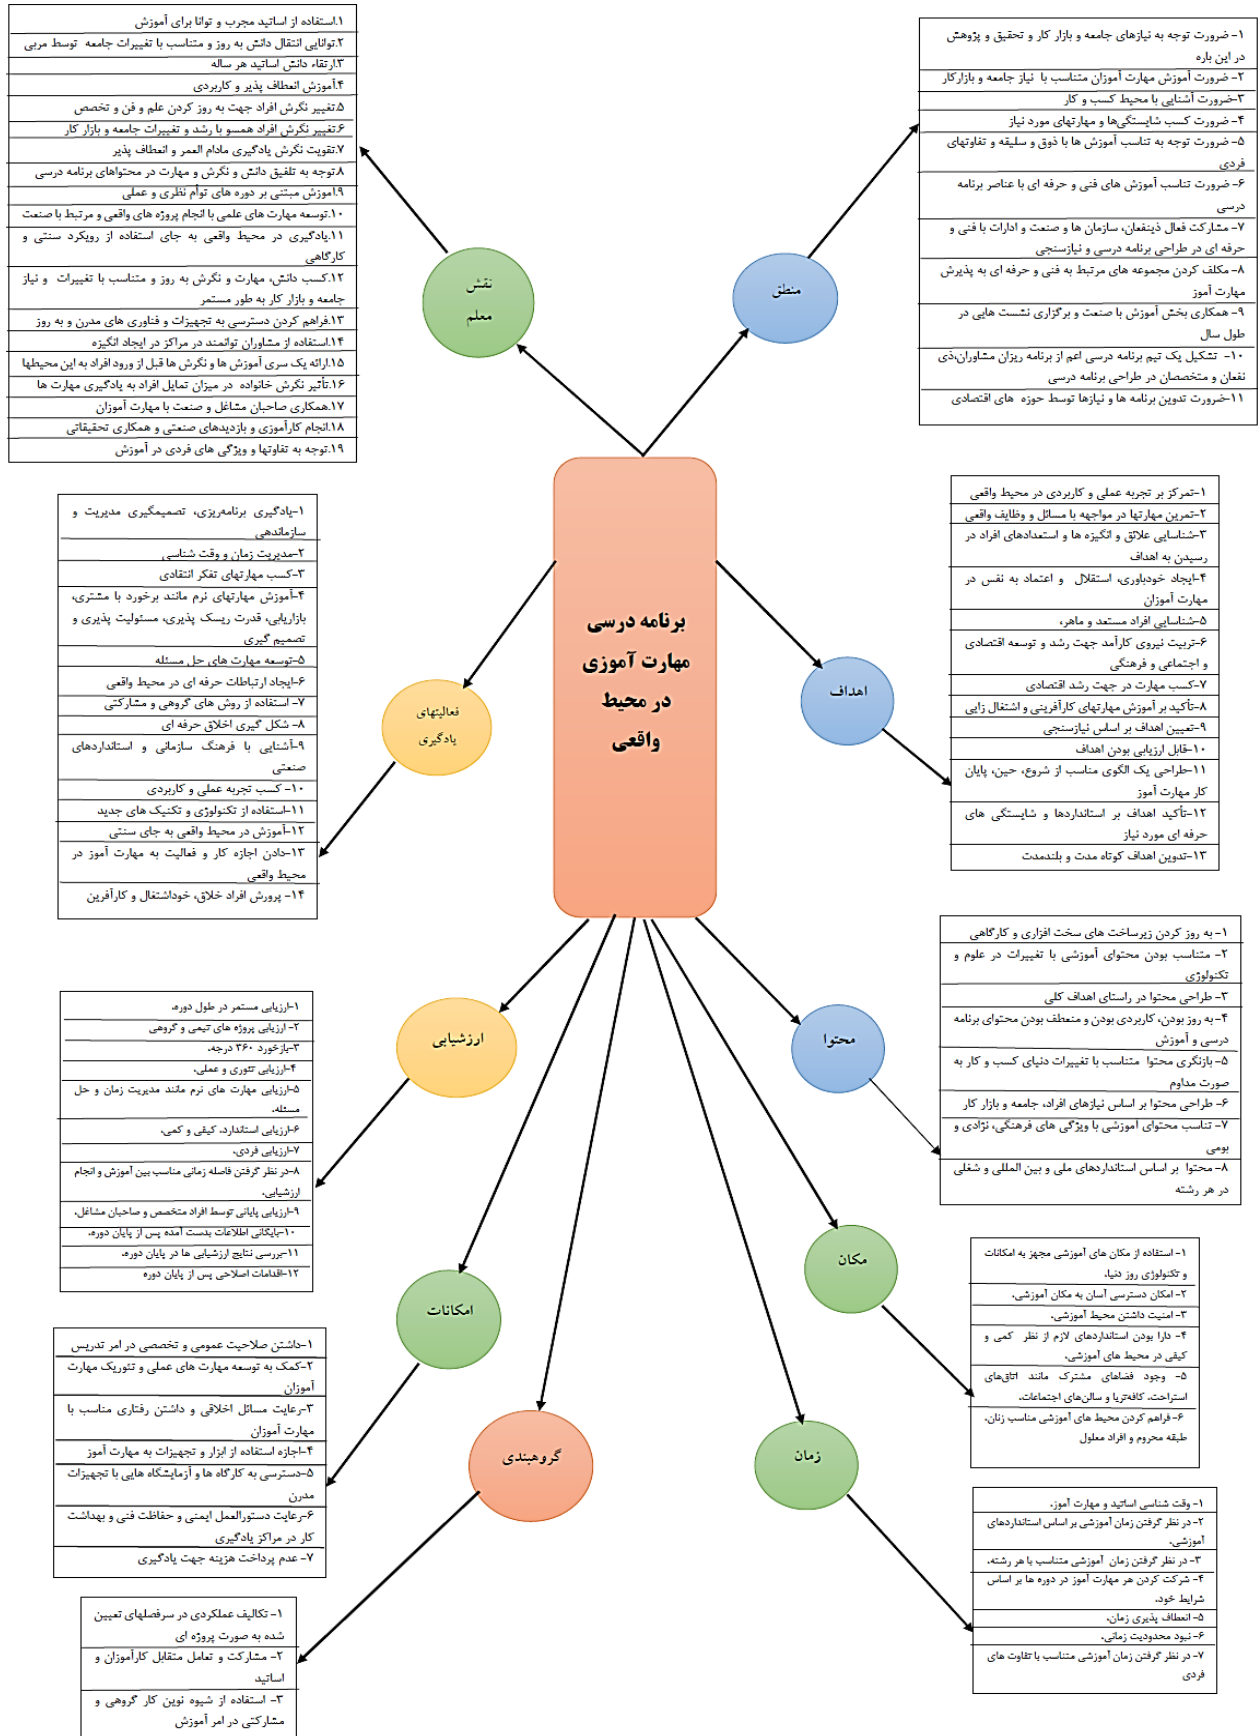 برنامه درسی
مهارت آموزی
در محیط
واقعی
منطق
۱- ضرورت توجه به نیازهای جامعه و بازار کار و تحقیق و پژوهش
در این باره
۲- ضرورت آموزش مهارت آموزان متناسب با نیاز جامعه و بازارکار
۳-ضرورت آشنایی با محیط کسب و کار
۴- ضرورت کسب شایستگی‌ها و مهارتهای مورد نیاز
۵- ضرورت توجه به تناسب آموزش ها با ذوق و سلیقه و تفاوتهای
فردی
۶- ضرورت تناسب آموزش های فنی و حرفه ای با عناصر برنامه
درسی
۷- مشارکت فعال ذینفعان، سازمان ها و صنعت و ادارات با فنی و
حرفه ای در طراحی برنامه درسی و نیازسنجی
۸- مکلف کردن مجموعه های مرتبط به فنی و حرفه ای به پذیرش
مهارت آموز
۹- همکاری بخش آموزش با صنعت و برگزاری نشست هایی در
طول سال
۱۰- تشکیل یک تیم برنامه درسی اعم از برنامه ریزان مشاوران،ذی
نفعان و متخصصان در طراحی برنامه درسی
۱۱-ضرورت تدوین برنامه ها و نیازها توسط حوزه های اقتصادی
اهداف
۱-تمرکز بر تجربه عملی و کاربردی در محیط واقعی
۲-تمرین مهارتها در مواجهه با مسائل و وظایف واقعی
۳-شناسایی علائق و انگیزه ها و استعدادهای افراد در
رسیدن به اهداف
۴-ایجاد خودباوری، استقلال و اعتماد به نفس در
مهارت آموزان
۵-شناسایی افراد مستعد و ماهر،
۶-تربیت نیروی کارآمد جهت رشد و توسعه اقتصادی
و اجتماعی و فرهنگی
۷-کسب مهارت در جهت رشد اقتصادی
۸-تأکید بر آموزش مهارتهای کارآفرینی و اشتغال زایی
۹-تعیین اهداف بر اساس نیازسنجی
۱۰-قابل ارزیابی بودن اهداف
۱۱-طراحی یک الگوی مناسب از شروع، حین، پایان
کار مهارت آموز
۱۲-تأکید اهداف بر استانداردها و شایستگی های
حرفه ای مورد نیاز
۱۳-تدوین اهداف کوتاه مدت و بلندمدت
محتوا
۱- به روز کردن زیرساخت های سخت افزاری و کارگاهی
۲- متناسب بودن محتوای آموزشی با تغییرات در علوم و
تکنولوژی
۳- طراحی محتوا در راستای اهداف کلی
۴-به روز بودن، کاربردی بودن و منعطف بودن محتوای برنامه
درسی و آموزش
۵- بازنگری محتوا متناسب با تغییرات دنیای کسب و کار به
صورت مداوم
۶- طراحی محتوا بر اساس نیازهای افراد، جامعه و بازار کار
۷- تناسب محتوای آموزشی با ویژگی های فرهنگی، نژادی و
بومی
۸-محتوا بر اساس استانداردهای ملی و بین المللی و شغلی
در هر رشته
مکان
۱- استفاده از مکان های آموزشی مجهز به امکانات
و تکنولوژی روز دنیا.
۲- امکان دسترسی آسان به مکان آموزشی.
۳- امنیت داشتن محیط آموزشی.
۴- دارا بودن استانداردهای لازم از نظر کمی و
کیفی در محیط های آموزشی.
۵- وجود فضاهای مشترک مانند اتاق‌های
استراحت، کافه‌تریا و سالن‌های اجتماعات.
۶-فراهم کردن محیط های آموزشی مناسب زنان،
طبقه محروم و افراد معلول
زمان
۱- وقت شناسی اساتید و مهارت آموز.
۲- در نظر گرفتن زمان آموزشی بر اساس استانداردهای
آموزشی.
۳- در نظر گرفتن زمان آموزشی متناسب با هر رشته.
۴- شرکت کردن هر مهارت آموز در دوره ها بر اساس
شرایط خود.
۵- انعطاف پذیری زمان.
۶-نبود محدودیت زمانی.
۷- در نظر گرفتن زمان آموزشی متناسب با تفاوت های
فردی
نقش
معلم
۱.استفاده از اساتید مجرب و توانا برای آموزش
۲.توانایی انتقال دانش به روز و متناسب با تغییرات جامعه توسط مربی
۳.ارتقاء دانش اساتید هر ساله
۴.آموزش انعطاف پذیر و کاربردی
۵.تغییر نگرش افراد جهت به روز کردن علم و فن و تخصص
۶.تغییر نگرش افراد همسو با رشد و تغییرات جامعه و بازار کار
۷.تقویت نگرش یادگیری مادام العمر و انعطاف پذیر
۸.توجه به تلفیق دانش و نگرش و مهارت در محتواهای برنامه درسی
۹.آموزش مبتنی بر دوره های توأم نظری و عملی
۱۰.توسعه مهارت های علمی با انجام پروژه های واقعی و مرتبط با صنعت
۱۱.یادگیری در محیط واقعی به جای استفاده از رویکرد سنتی و
کارگاهی
۱۲.کسب دانش، مهارت و نگرش به روز و متناسب با تغییرات و نیاز
جامعه و بازار کار به طور مستمر
۱۳.فراهم کردن دسترسی به تجهیزات و فناوری های مدرن و به روز
۱۴.استفاده از مشاوران توانمند در مراکز در ایجاد انگیزه
۱۵.ارائه یک سری آموزش ها و نگرش ها قبل از ورود افراد به این محیطها
۱۶.تأثیر نگرش خانواده در میزان تمایل افراد به یادگیری مهارت ها
۱۷.همکاری صاحبان مشاغل و صنعت با مهارت آموزان
۱۸.انجام کارآموزی و بازدیدهای صنعتی و همکاری تحقیقاتی
۱۹.توجه به تفاوتها و ویژگی های فردی در آموزش
فعالیتهای
یادگیری
۱-یادگیری برنامه‌ریزی، تصمیمگیری مدیریت و
سازماندهی
۲-مدیریت زمان و وقت شناسی
۳-کسب مهارتهای تفکر انتقادی
۴-آموزش مهارتهای نرم مانند برخورد با مشتری،
بازاریابی، قدرت ریسک پذیری، مسئولیت پذیری و
تصمیم گیری
۵-توسعه مهارت های حل مسئله
۶-ایجاد ارتباطات حرفه ای در محیط واقعی
۷- استفاده از روش های گروهی و مشارکتی
۸- شکل گیری اخلاق حرفه ای
۹-آشنایی با فرهنگ سازمانی و استانداردهای
صنعتی
۱۰- کسب تجربه عملی و کاربردی
۱۱-استفاده از تکنولوژی و تکنیک های جدید
۱۲-آموزش در محیط واقعی به جای سنتی
۱۳-دادن اجازه کار و فعالیت به مهارت آموز در
محیط واقعی
۱۴- پرورش افراد خلاق، خوداشتغال و کارآفرین
ارزشیابی
۱-ارزیابی مستمر در طول دوره.
۲- ارزیابی پروژه های تیمی و گروهی
۳-بازخورد ۳۶۰ درجه.
۴-ارزیابی تئوری و عملی.
۵-ارزیابی مهارت های نرم مانند مدیریت زمان و حل
مسئله.
۶-ارزیابی استاندارد، کیفی و کمی.
۷-ارزیابی فردی.
۸-در نظر گرفتن فاصله زمانی مناسب بین آموزش و انجام
ارزشیابی.
۹-ارزیابی پایانی توسط افراد متخصص و صاحبان مشاغل.
۱۰-بایگانی اطلاعات بدست آمده پس از پایان دوره.
۱۱-بررسی نتایج ارزشیابی ها در پایان دوره.
۱۲-اقدامات اصلاحی پس از پایان دوره
امکانات
۱-داشتن صلاحیت عمومی و تخصصی در امر تدریس
۲-کمک به توسعه مهارت های عملی و تئوریک مهارت
آموزان
۳-رعایت مسائل اخلاقی و داشتن رفتاری مناسب با
مهارت آموزان
۴-اجازه استفاده از ابزار و تجهیزات به مهارت آموز
۵-دسترسی به کارگاه ها و آزمایشگاه هایی با تجهیزات
مدرن
۶-رعایت دستورالعمل ایمنی و حفاظت فنی و بهداشت
کار در مراکز یادگیری
۷- عدم پرداخت هزینه جهت یادگیری
گروهبندی
۱- تکالیف عملکردی در سرفصلهای تعیین
شده به صورت پروژه ای
۲- مشارکت و تعامل متقابل کارآموزان و
اساتید
۳- استفاده از شیوه نوین کار گروهی و
مشارکتی در امر آموزش